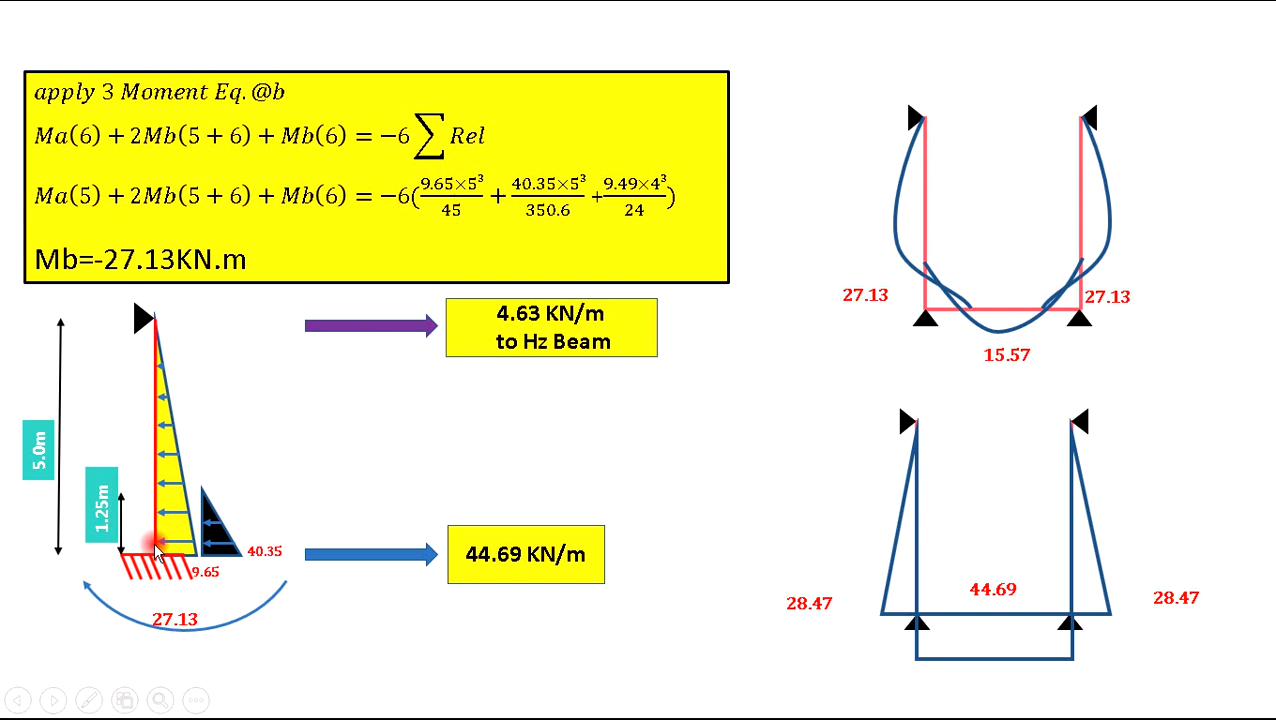 apply 3 Moment Eq. @b
Ma(6) + 2Mb(5 + 6) + Mb(6) = −6 ∑ Rel
Ma(5) + 2Mb(5 + 6) + Mb(6) = −6(9.65×5³/45 + 40.35×5³/350.6 + 9.49×4³/24)
Mb=-27.13KN.m
4.63 KN/m
to Hz Beam
5.0m
1.25m
40.35
9.65
27.13
44.69 KN/m
27.13
27.13
15.57
28.47
44.69
28.47